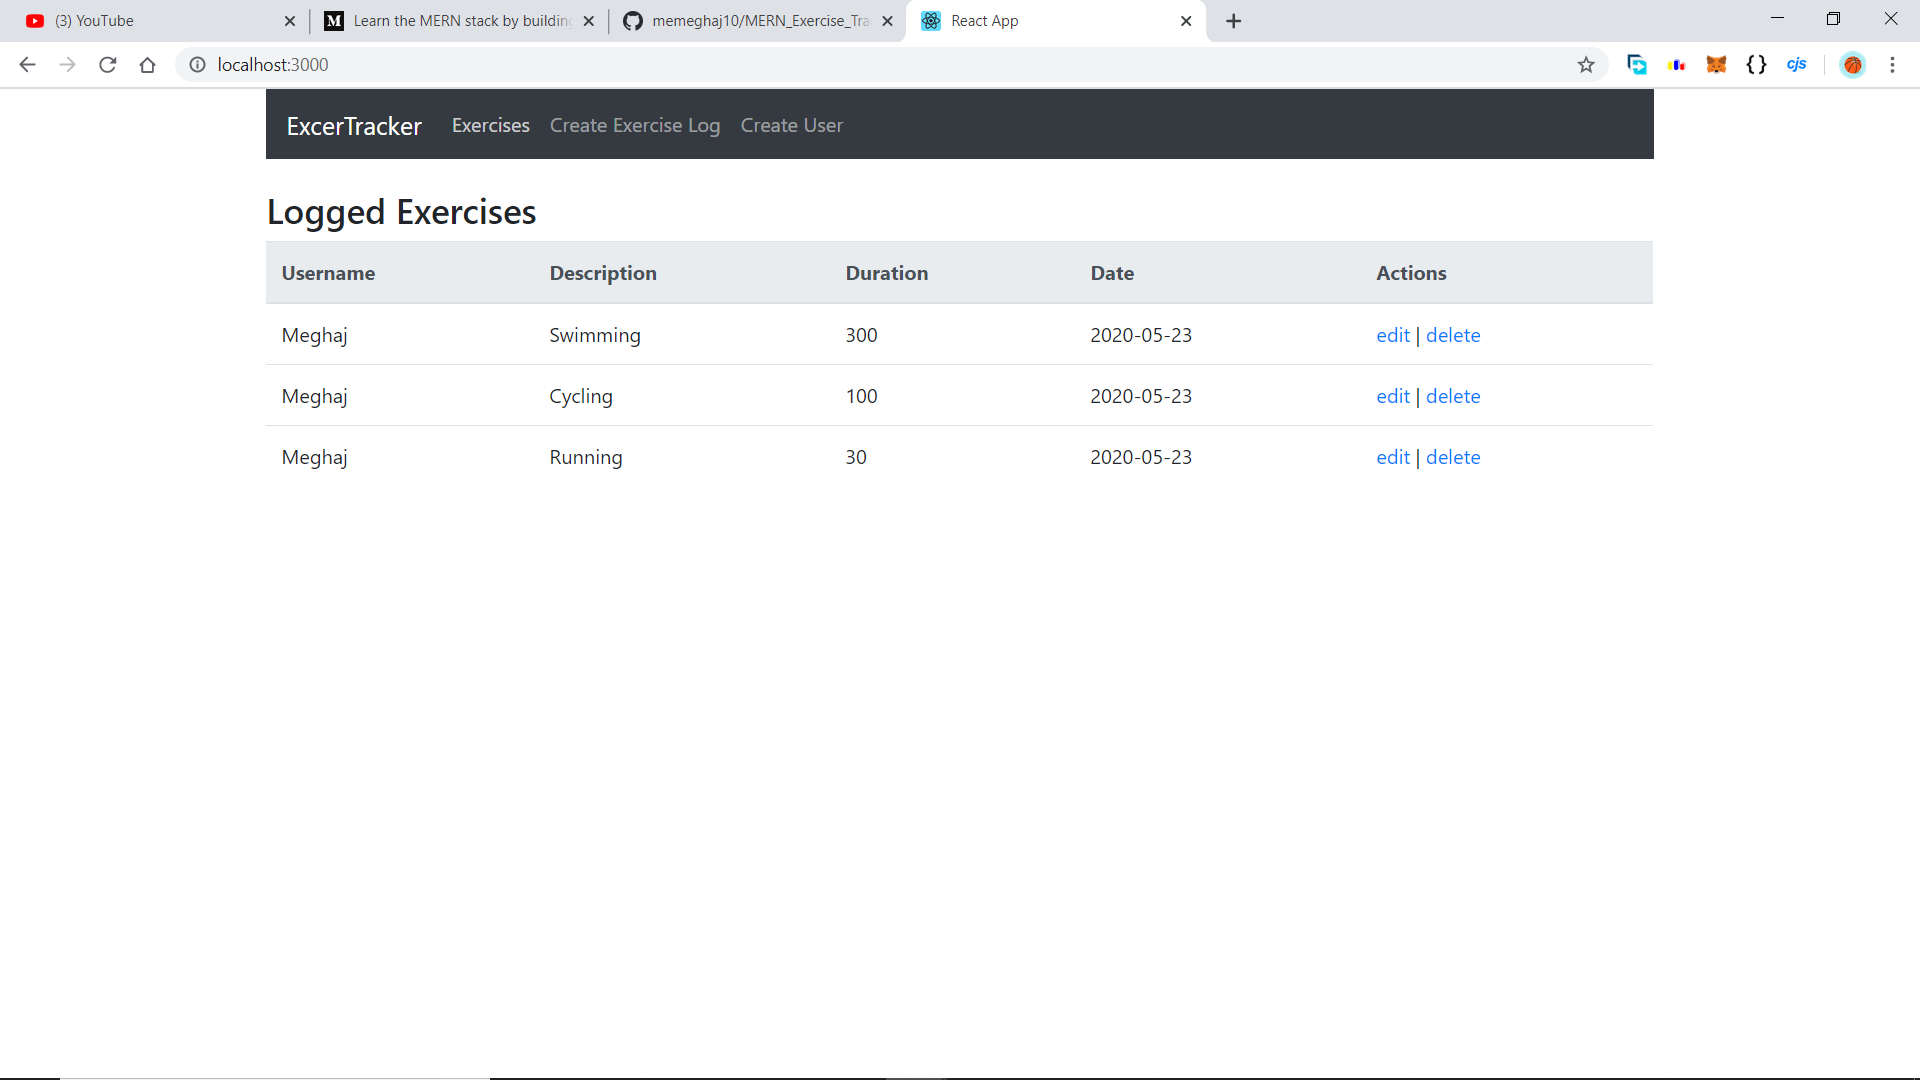 (3) YouTube
M Learn the MERN stack by building
memeghaj10/MERN_Exercise_Tra
React App
localhost:3000
{} cjs
ExcerTracker Exercises Create Exercise Log Create User
Logged Exercises
Username Description Duration Date Actions
Meghaj Swimming 300 2020-05-23 edit | delete
Meghaj Cycling 100 2020-05-23 edit | delete
Meghaj Running 30 2020-05-23 edit | delete